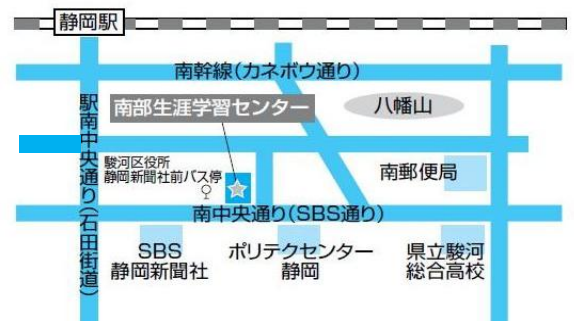 静岡駅
南幹線(カネボウ通り)
南部生涯学習センター
八幡山
駅南中央通り(石田街道)
駿河区役所
静岡新聞社前バス停
南郵便局
南中央通り(SBS通り)
SBS
静岡新聞社
ポリテクセンター
静岡
県立駿河
総合高校